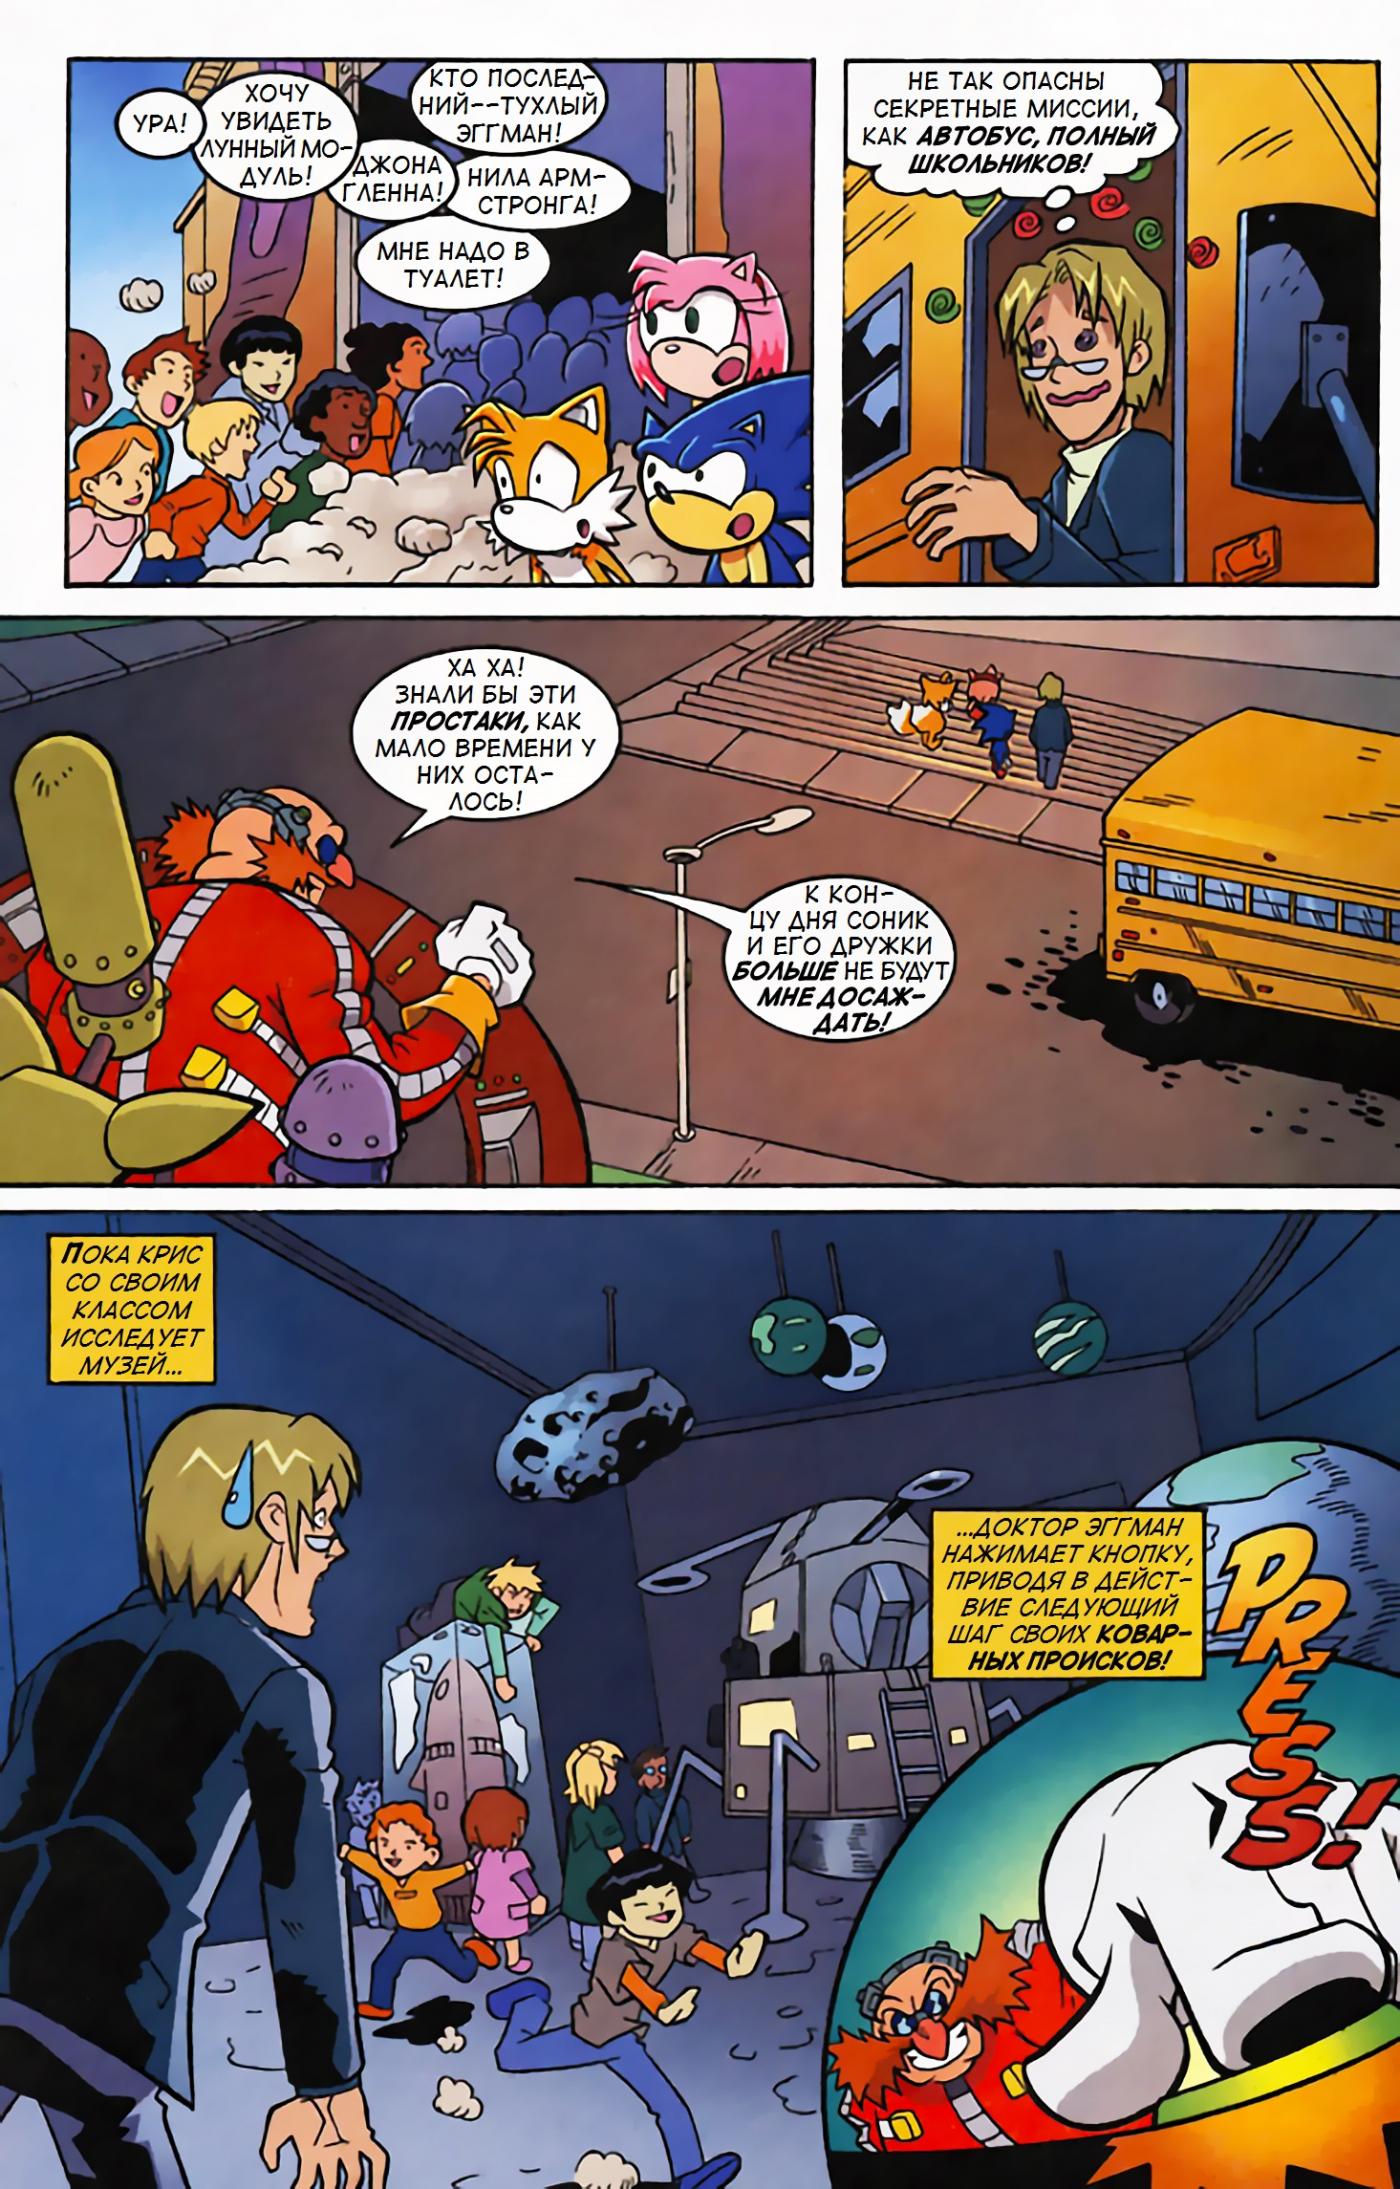 УРА!
ХОЧУ
УВИДЕТЬ
ЛУННЫЙ МО-
ДУЛЬ!
ДЖОНА
ГЛЕННА!
КТО ПОСЛЕД-
НИЙ--ТУХЛЫЙ
ЭГГМАН!
НИЛА АРМ-
СТРОНГА!
МНЕ НАДО В
ТУАЛЕТ!
НЕ ТАК ОПАСНЫ
СЕКРЕТНЫЕ МИССИИ,
КАК АВТОБУС, ПОЛНЫЙ
ШКОЛЬНИКОВ!
ХА ХА!
ЗНАЛИ БЫ ЭТИ
ПРОСТАКИ, КАК
МАЛО ВРЕМЕНИ У
НИХ ОСТА-
ЛОСЬ!
К КОН-
ЦУ ДНЯ СОНИК
И ЕГО ДРУЖКИ
БОЛЬШЕ НЕ БУДУТ
МНЕ ДОСАЖ-
ДАТЬ!
ПОКА КРИС
СО СВОИМ
КЛАССОМ
ИССЛЕДУЕТ
МУЗЕЙ...
...ДОКТОР ЭГГМАН
НАЖИМАЕТ КНОПКУ,
ПРИВОДЯ В ДЕЙСТ-
ВИЕ СЛЕДУЮЩИЙ
ШАГ СВОИХ КОВАР-
НЫХ ПРОИСКОВ!
PRESS!